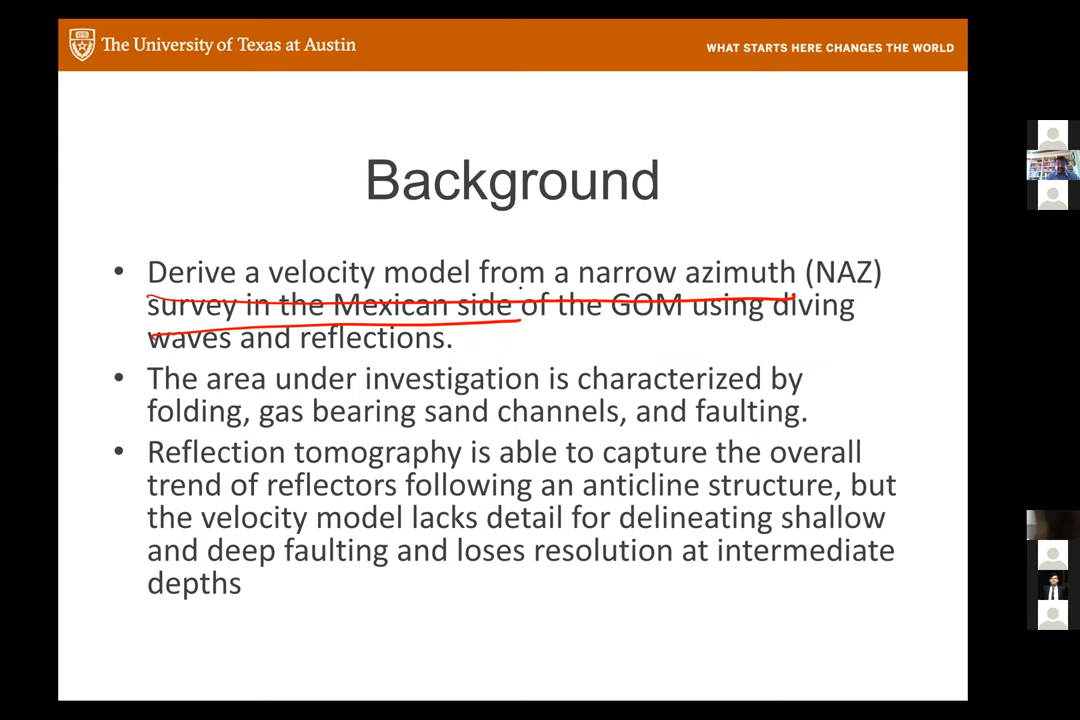 The University of Texas at Austin
WHAT STARTS HERE CHANGES THE WORLD
Background
• Derive a velocity model from a narrow azimuth (NAZ)
survey in the Mexican side of the GOM using diving
waves and reflections.
• The area under investigation is characterized by
folding, gas bearing sand channels, and faulting.
• Reflection tomography is able to capture the overall
trend of reflectors following an anticline structure, but
the velocity model lacks detail for delineating shallow
and deep faulting and loses resolution at intermediate
depths